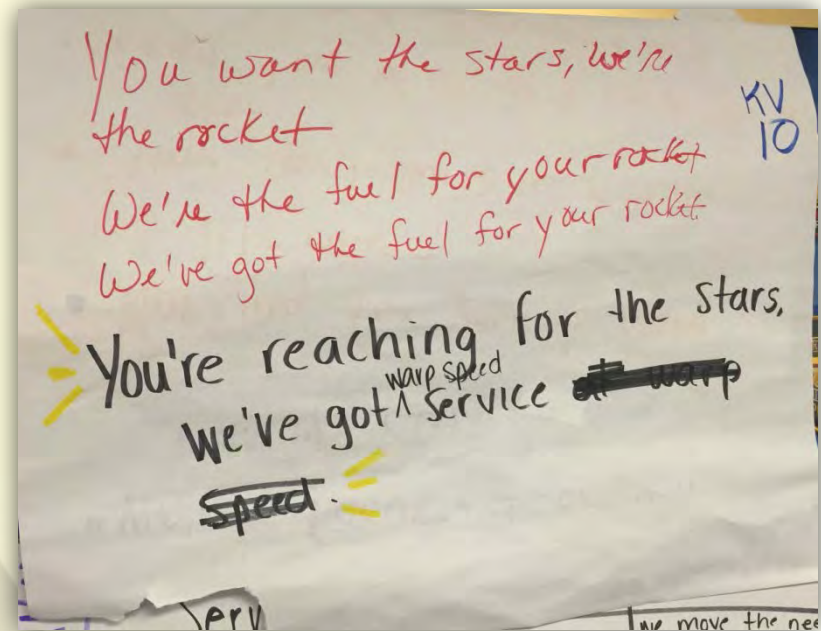 You want the stars, we're
the rocket
KV
10
We're the fuel for your rocket
We've got the fuel for your rocket
You're reaching for the stars,
we've got warp speed service at warp
speed.
serv
we move the nee